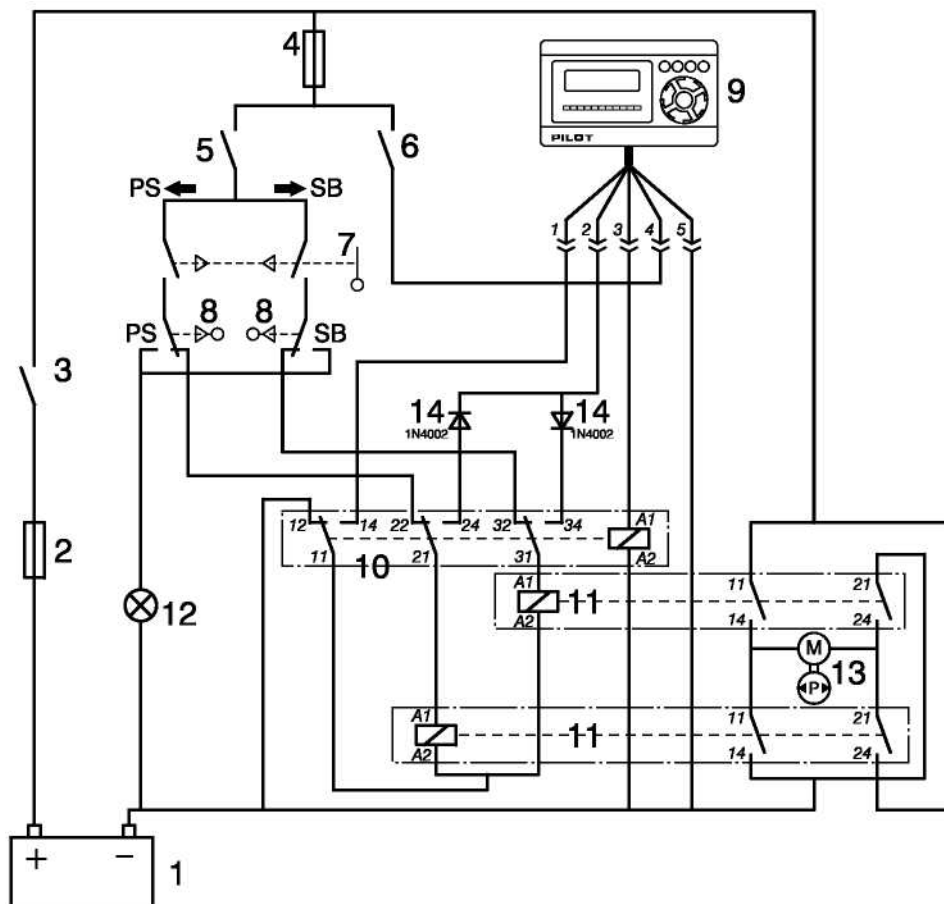 4
9
5
6
PILOT
PS SB
7
1 2 3 4 5
8 8
PS SB
3
14 14
1N4002 1N4002
12 14 22 24 32 34 A1
11 10 21 31 A2
2
A1 11 11 21
A2 14 24
12
M
13
P
A1 11 11 21
A2 14 24
+ − 1